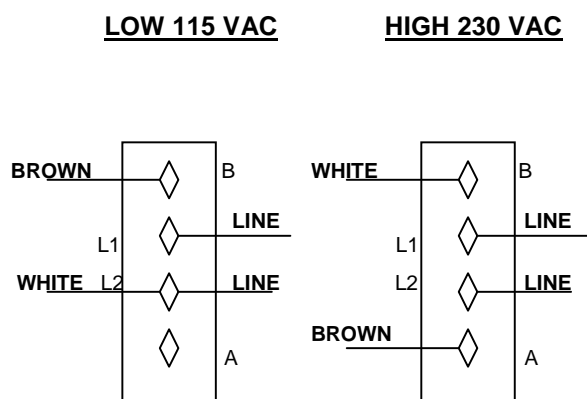 LOW 115 VAC HIGH 230 VAC
BROWN B WHITE B
LINE LINE
L1 L1
WHITE L2 LINE L2 LINE
BROWN
A A